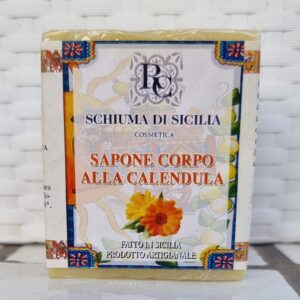 RC
SCHIUMA DI SICILIA
COSMETICA
SAPONE CORPO
ALLA CALENDULA
FATTO IN SICILIA
PRODOTTO ARTIGIANALE